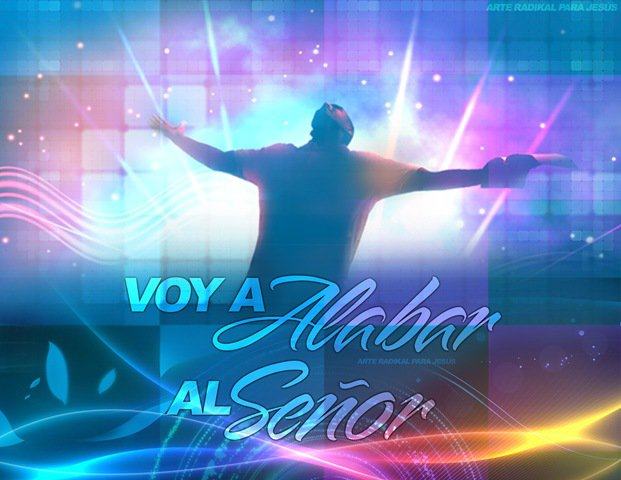 ARTE RADIKAL PARA JESÚS
VOY A Alabar
ARTE RADIKAL PARA JESÚS
AL Señor